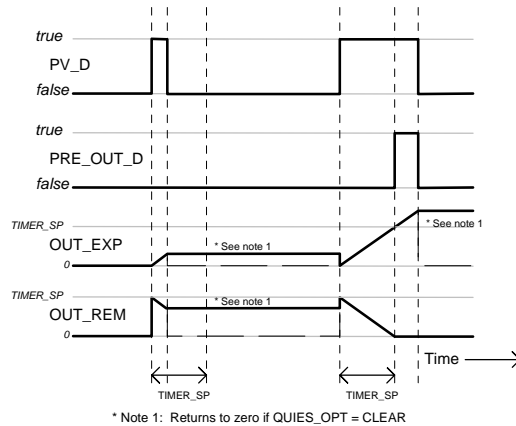 true
PV_D
false
true
PRE_OUT_D
false
TIMER_SP
* See note 1
* See note 1
OUT_EXP
0
TIMER_SP
* See note 1
OUT_REM
0
Time
TIMER_SP
TIMER_SP
* Note 1: Returns to zero if QUIES_OPT = CLEAR